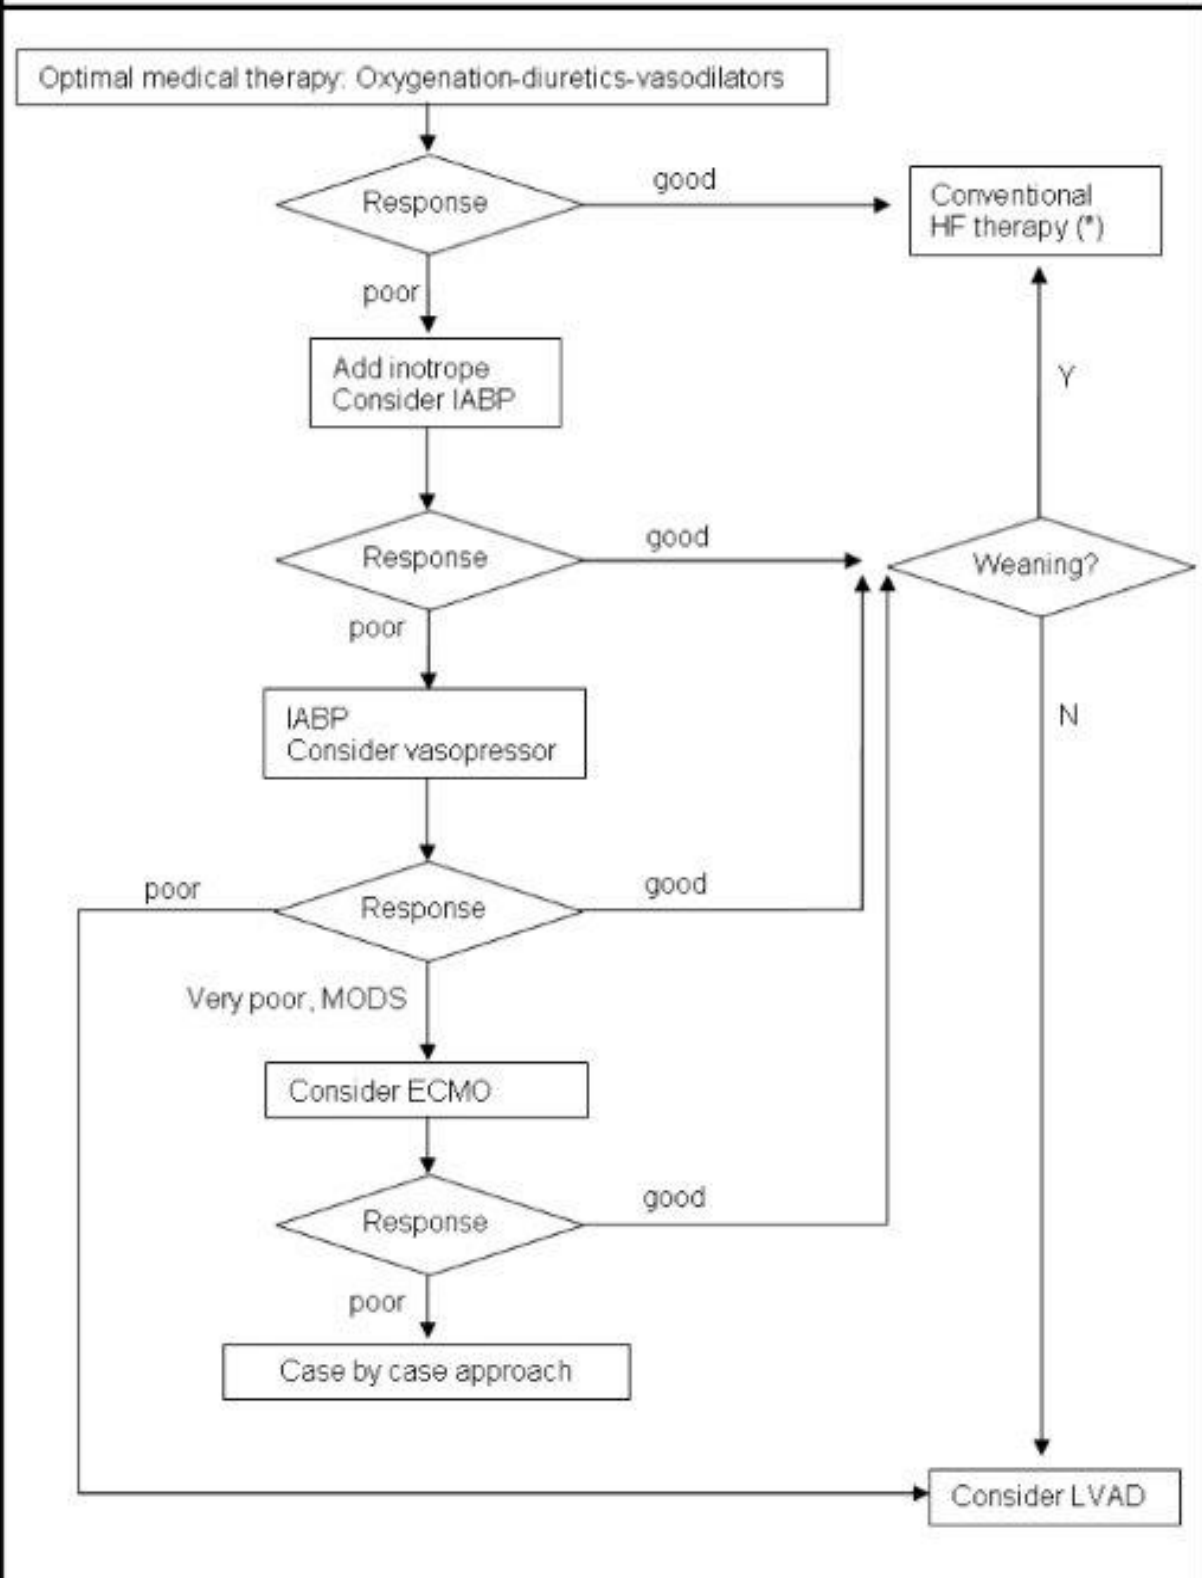 Optimal medical therapy: Oxygenation-diuretics-vasodilators
Response
good
Conventional
HF therapy (*)
poor
Add inotrope
Consider IABP
Y
Response
good
Weaning?
poor
IABP
Consider vasopressor
N
poor
Response
good
Very poor, MODS
Consider ECMO
Response
good
poor
Case by case approach
Consider LVAD